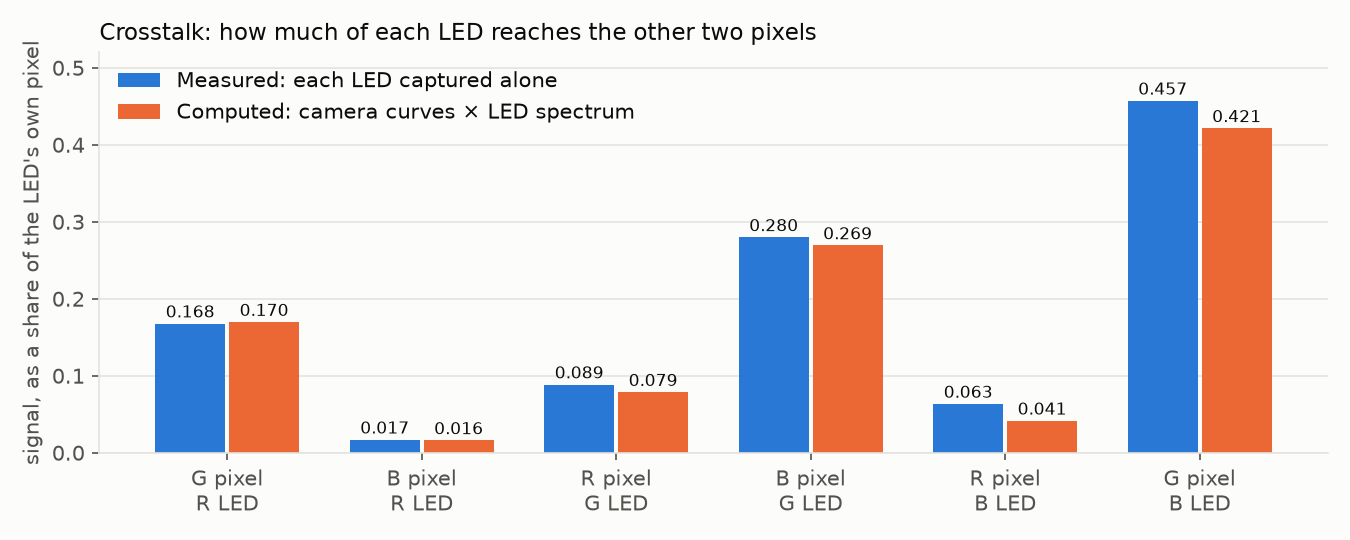 Crosstalk: how much of each LED reaches the other two pixels
signal, as a share of the LED's own pixel
0.5
0.4
0.3
0.2
0.1
0.0
Measured: each LED captured alone
Computed: camera curves × LED spectrum
0.168
0.170
0.017
0.016
0.089
0.079
0.280
0.269
0.063
0.041
0.457
0.421
G pixel
R LED
B pixel
R LED
R pixel
G LED
B pixel
G LED
R pixel
B LED
G pixel
B LED